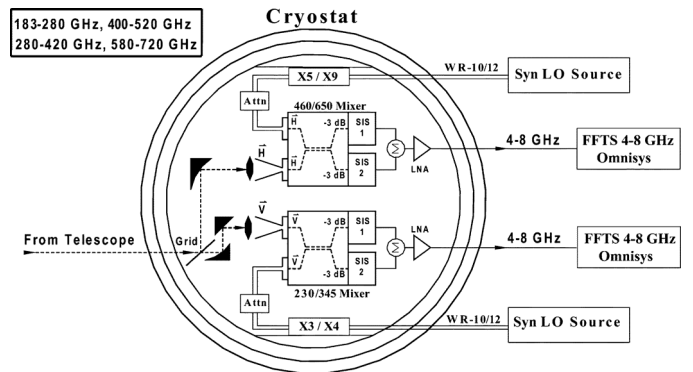 Cryostat
183-280 GHz, 400-520 GHz
280-420 GHz, 580-720 GHz
X5 / X9
WR-10/12
Syn LO Source
Attn
460/650 Mixer
H
-3 dB
SIS
1
H
-3 dB
SIS
2
Σ
LNA
4-8 GHz
FFTS 4-8 GHz
Omnisys
H
V
From Telescope
Grid
V
-3 dB
SIS
1
V
-3 dB
SIS
2
Σ
LNA
4-8 GHz
FFTS 4-8 GHz
Omnisys
230/345 Mixer
Attn
X3 / X4
WR-10/12
Syn LO Source